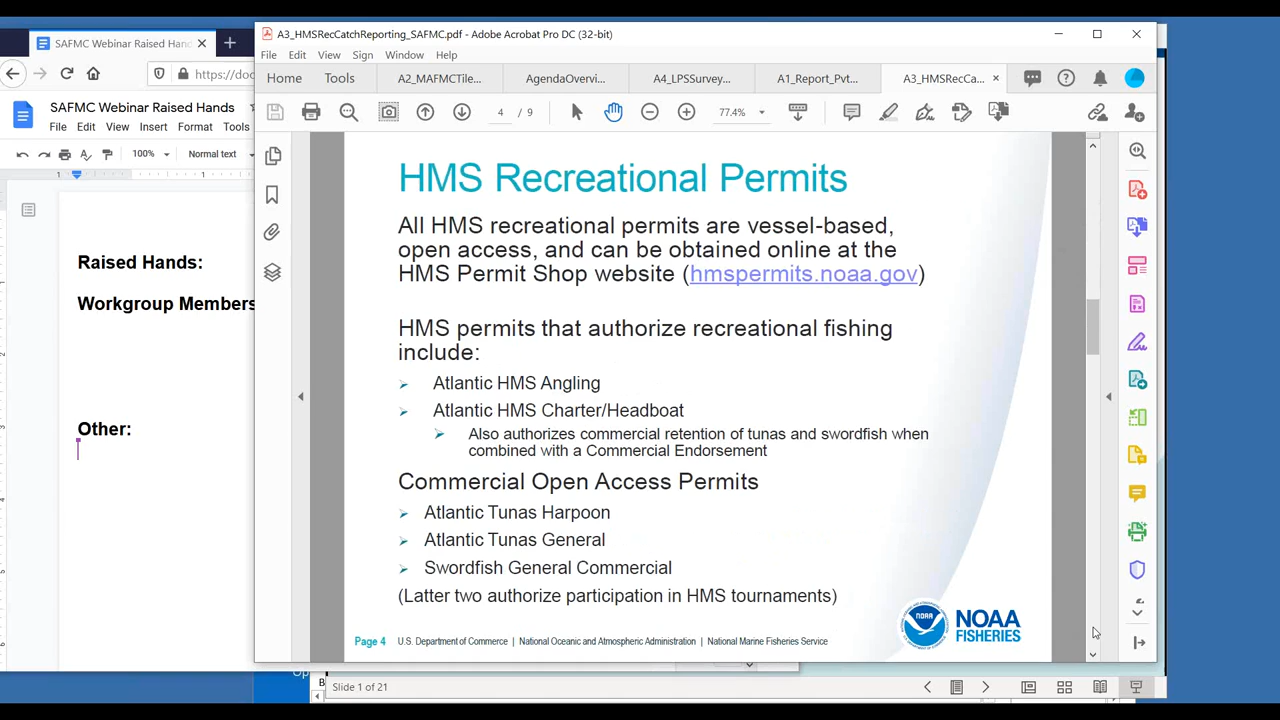 A3_HMSRecCatchReporting_SAFMC.pdf - Adobe Acrobat Pro DC (32-bit)
SAFMC Webinar Raised Han
File Edit View Sign Window Help
Home Tools A2_MAFMCTile... AgendaOvervi... A4_LPSSurvey... A1_Report_Pvt... A3_HMSRecCa...
https://doc
SAFMC Webinar Raised Hands
File Edit View Insert Format Tools
4 / 9 77.4%
100% Normal text
Raised Hands:
Workgroup Members
Other:
HMS Recreational Permits
All HMS recreational permits are vessel-based,
open access, and can be obtained online at the
HMS Permit Shop website (hmspermits.noaa.gov)
HMS permits that authorize recreational fishing
include:
Atlantic HMS Angling
Atlantic HMS Charter/Headboat
Also authorizes commercial retention of tunas and swordfish when
combined with a Commercial Endorsement
Commercial Open Access Permits
Atlantic Tunas Harpoon
Atlantic Tunas General
Swordfish General Commercial
(Latter two authorize participation in HMS tournaments)
NOAA
FISHERIES
Page 4 U.S. Department of Commerce | National Oceanic and Atmospheric Administration | National Marine Fisheries Service
Slide 1 of 21